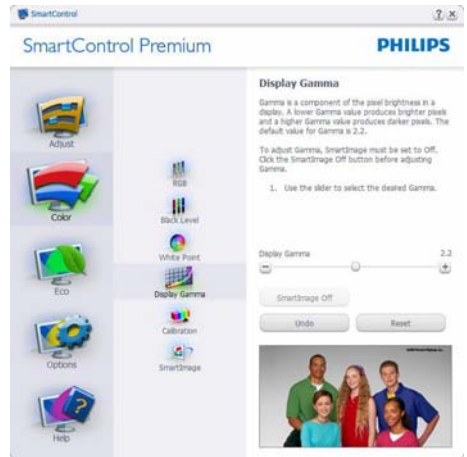 SmartControl
SmartControl Premium
PHILIPS
Adjust
Color
Eco
Options
Help
RGB
Black Level
White Point
Display Gamma
Calibration
SmartImage
Display Gamma
Gamma is a component of the pixel brightness in a
display. A lower Gamma value produces brighter pixels
and a higher Gamma value produces darker pixels. The
default value for Gamma is 2.2.
To adjust Gamma, SmartImage must be set to Off.
Click the SmartImage Off button before adjusting
Gamma.
1. Use the slider to select the desired Gamma.
Display Gamma 2.2
SmartImage Off
Undo Reset